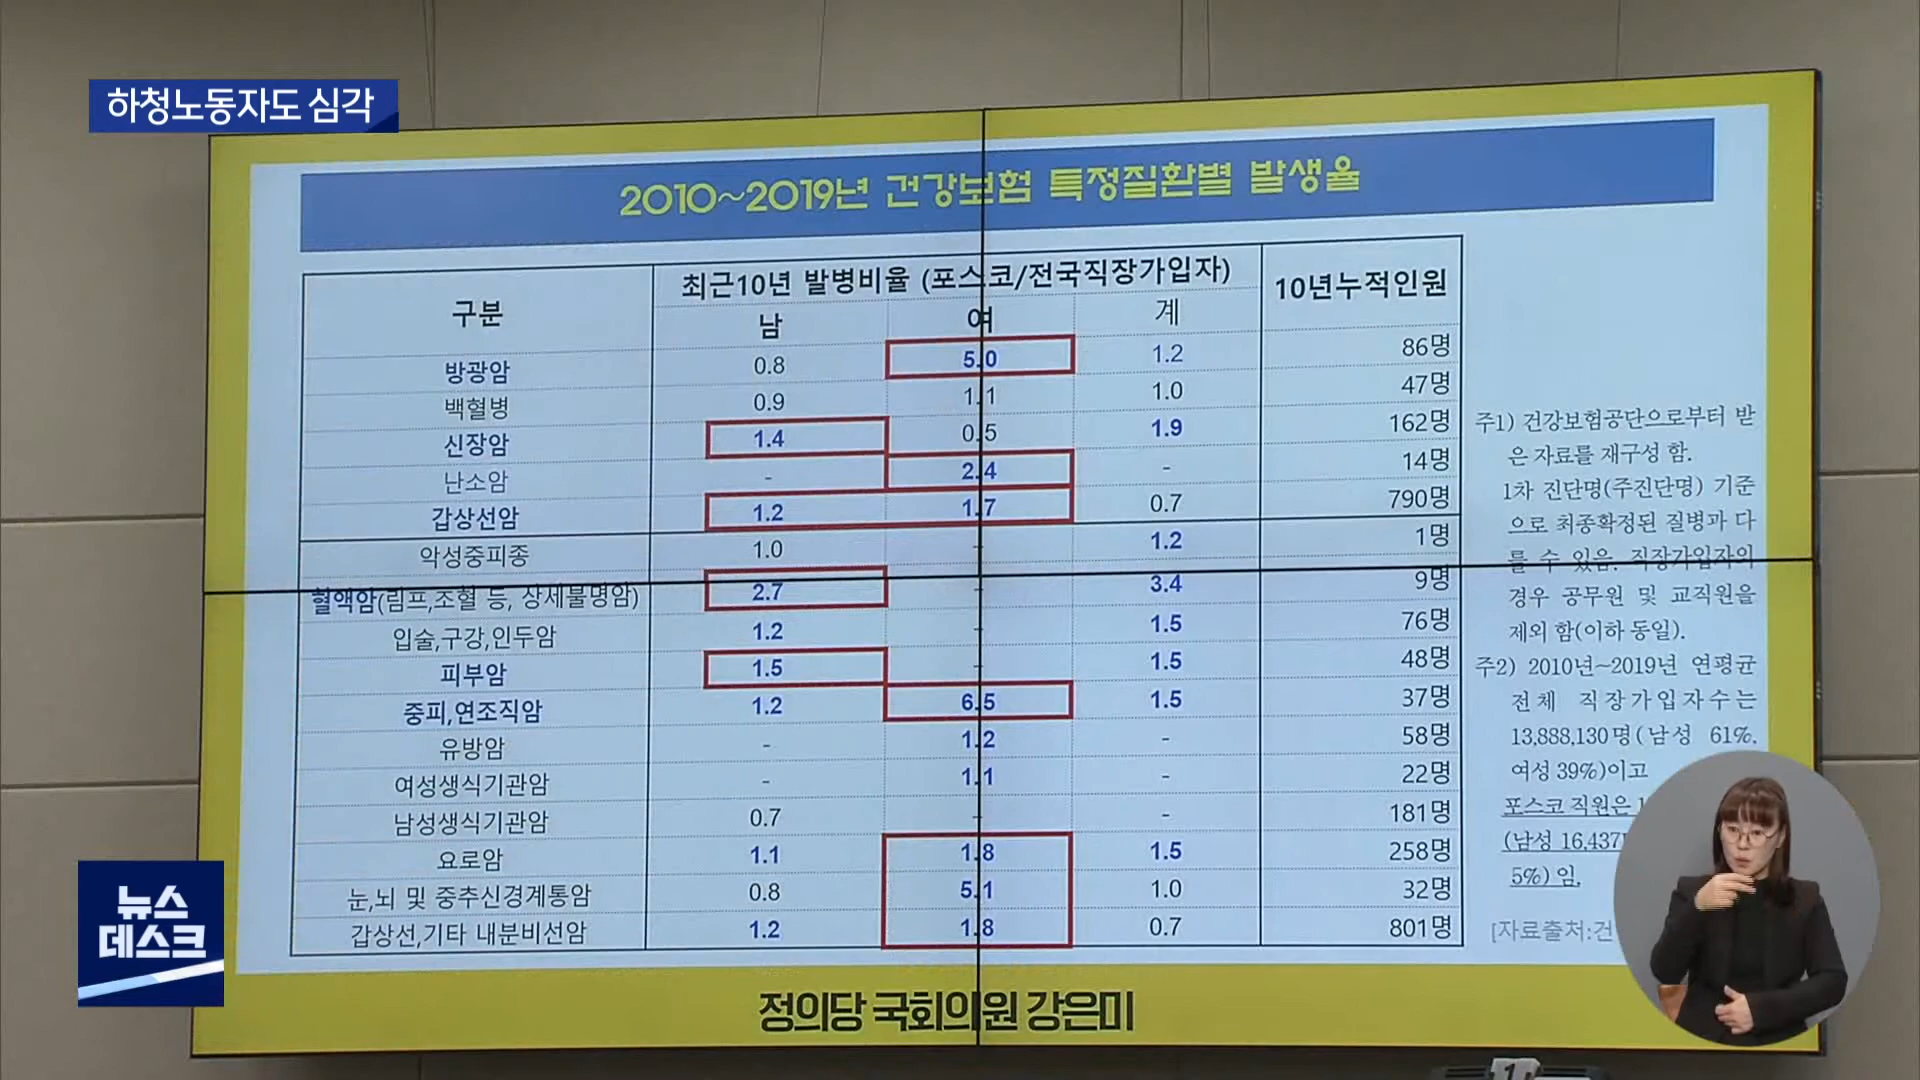 하청노동자도 심각
2010~2019년 건강보험 특정질환별 발생율
구분 최근10년 발병비율 (포스코/전국직장가입자) 10년누적인원
남 여 계
방광암 0.8 5.0 1.2 86명
백혈병 0.9 1.1 1.0 47명
신장암 1.4 0.5 1.9 162명
난소암 - 2.4 - 14명
갑상선암 1.2 1.7 0.7 790명
악성중피종 1.0 - 1.2 1명
혈액암(림프,조혈 등, 상세불명암) 2.7 - 3.4 9명
입술,구강,인두암 1.2 - 1.5 76명
피부암 1.5 - 1.5 48명
중피,연조직암 1.2 6.5 1.5 37명
유방암 - 1.2 - 58명
여성생식기관암 - 1.1 - 22명
남성생식기관암 0.7 - - 181명
요로암 1.1 1.8 1.5 258명
눈,뇌 및 중추신경계통암 0.8 5.1 1.0 32명
갑상선,기타 내분비선암 1.2 1.8 0.7 801명
주1) 건강보험공단으로부터 받
은 자료를 재구성 함.
1차 진단명(주진단명) 기준
으로 최종확정된 질병과 다
를 수 있음. 직장가입자의
경우 공무원 및 교직원을
제외 함(이하 동일).
주2) 2010년~2019년 연평균
전체 직장가입자수는
13,888,130명(남성 61%,
여성 39%)이고
포스코 직원은
(남성 16,437
5%) 임.
[자료출처:건
정의당 국회의원 강은미
뉴스
데스크